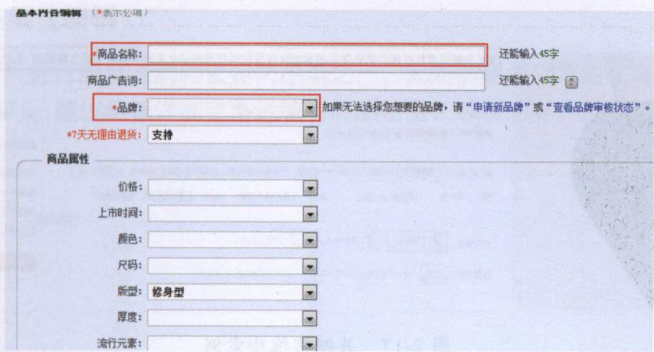 基本内容编辑 (*表示必填)
*商品名称: 还能输入45字
商品广告词: 还能输入45字
*品牌: 如果无法选择您想要的品牌，请“申请新品牌”或“查看品牌审核状态”。
*7天无理由退货: 支持
商品属性
价格:
上市时间:
颜色:
尺码:
版型: 修身型
厚度:
流行元素: